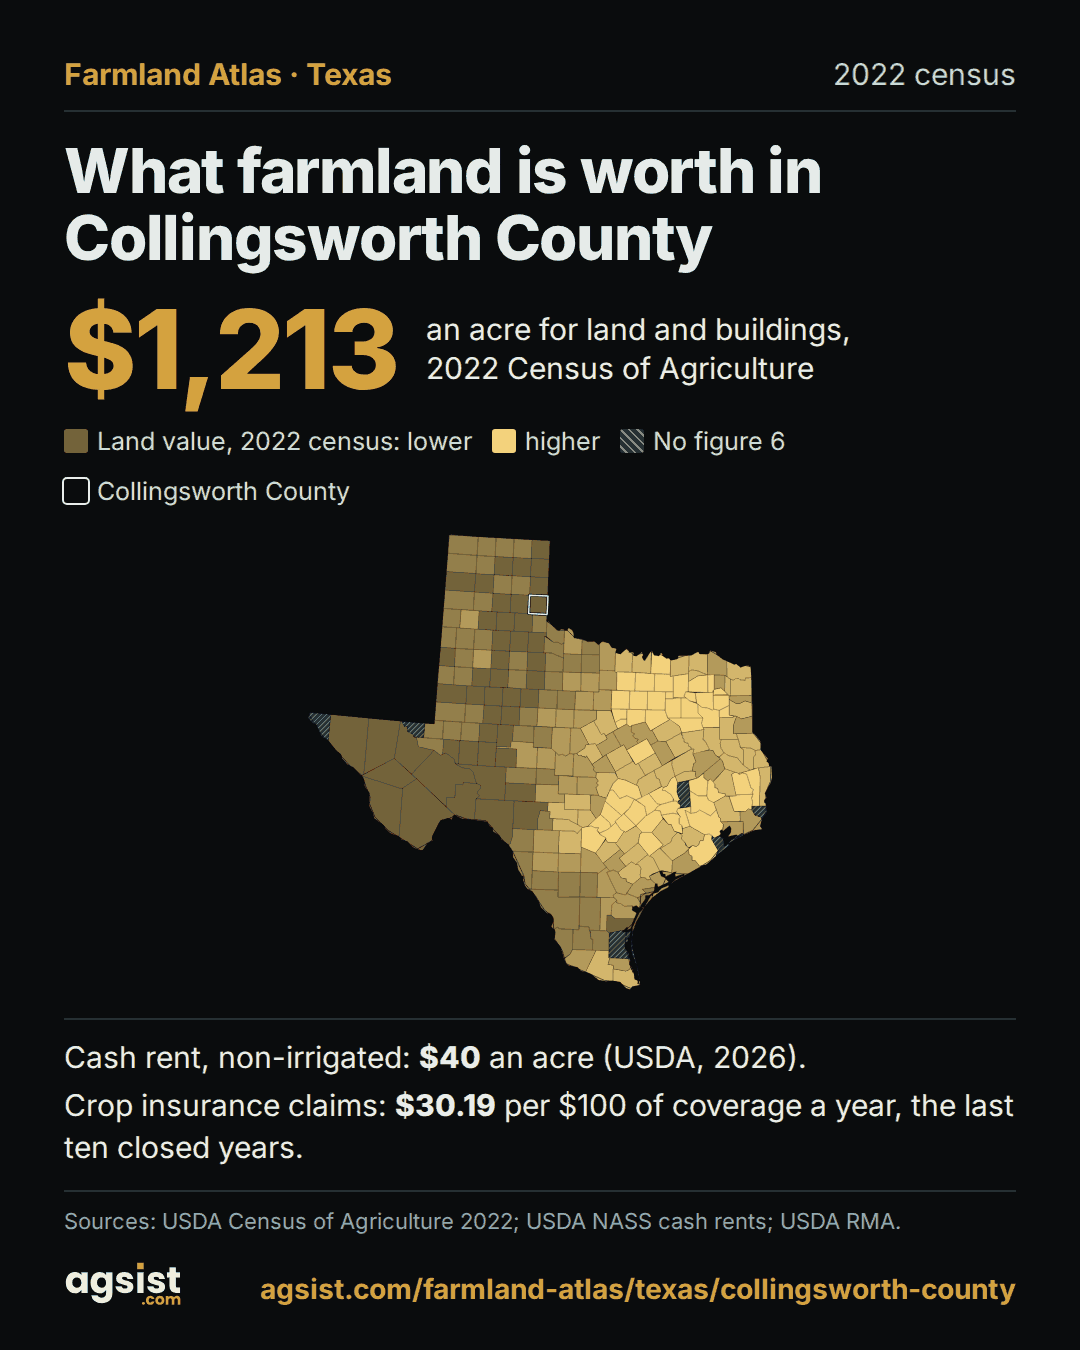 Farmland Atlas · Texas
2022 census
What farmland is worth in
Collingsworth County
$1,213
an acre for land and buildings,
2022 Census of Agriculture
Land value, 2022 census: lower
higher
No figure 6
Collingsworth County
Cash rent, non-irrigated: $40 an acre (USDA, 2026).
Crop insurance claims: $30.19 per $100 of coverage a year, the last
ten closed years.
Sources: USDA Census of Agriculture 2022; USDA NASS cash rents; USDA RMA.
agsist
.com
agsist.com/farmland-atlas/texas/collingsworth-county